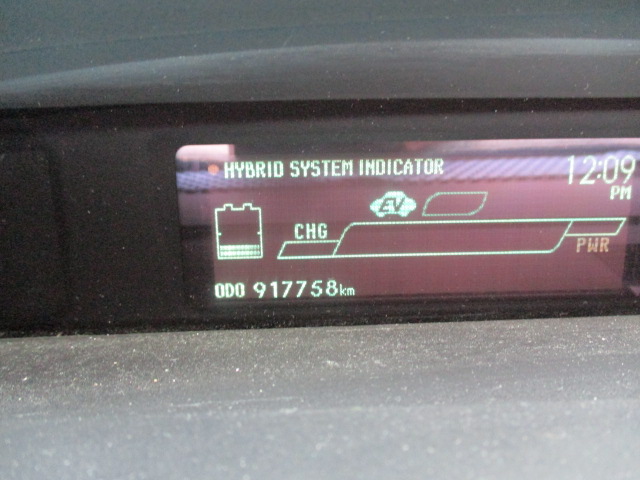 HYBRID SYSTEM INDICATOR
12:09
PM
EV
CHG
PWR
ODO 917758km